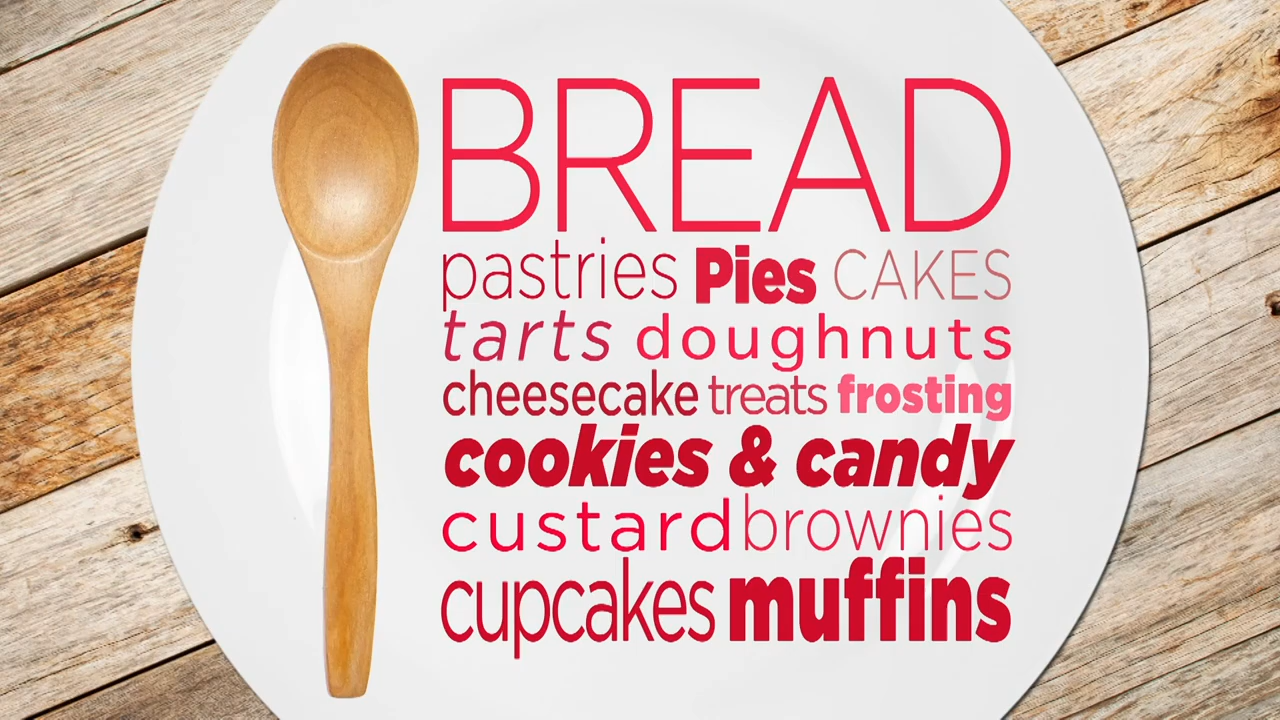 BREAD
pastries Pies CAKES
tarts doughnuts
cheesecake treats frosting
cookies & candy
custard brownies
cupcakes muffins